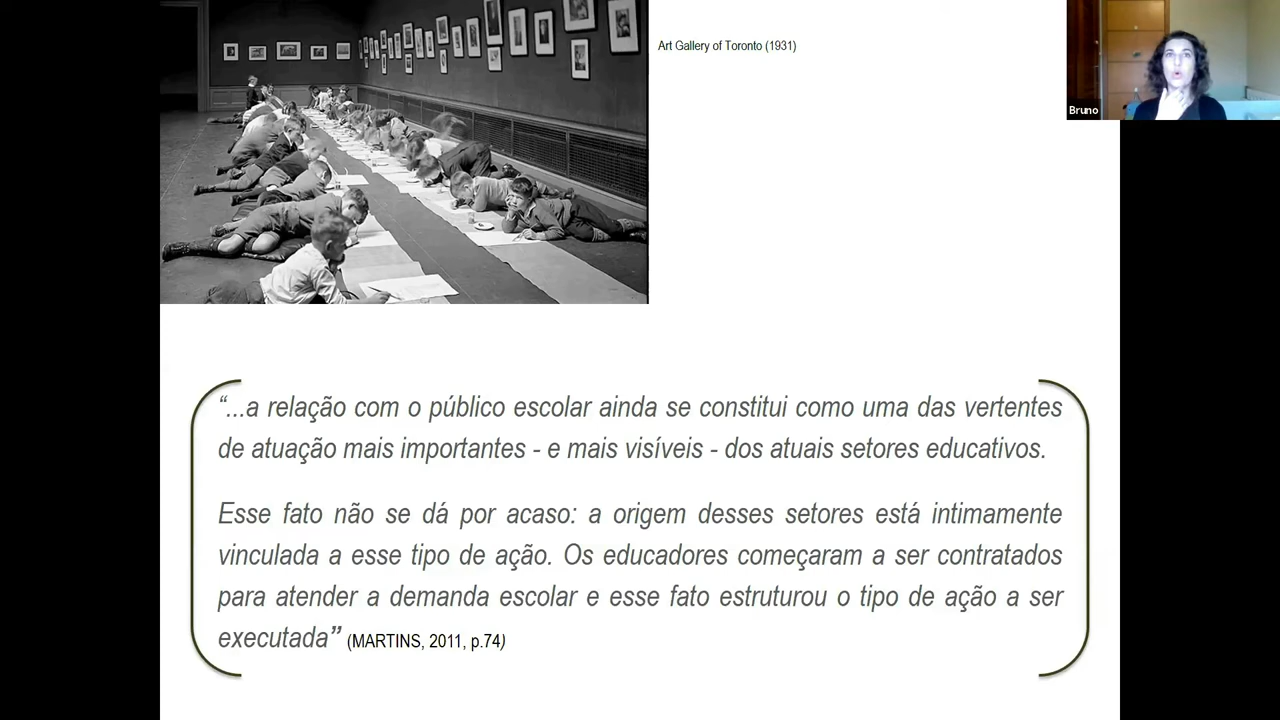 Art Gallery of Toronto (1931)
Bruno
“...a relação com o público escolar ainda se constitui como uma das vertentes
de atuação mais importantes - e mais visíveis - dos atuais setores educativos.
Esse fato não se dá por acaso: a origem desses setores está intimamente
vinculada a esse tipo de ação. Os educadores começaram a ser contratados
para atender a demanda escolar e esse fato estruturou o tipo de ação a ser
executada” (MARTINS, 2011, p.74)